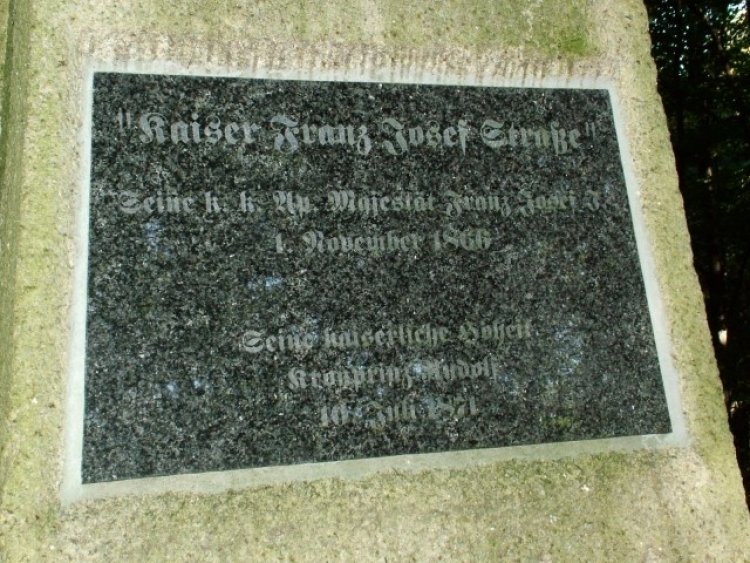 "Kaiser Franz Josef Straße"
Seine k. k. Ap. Majestät Franz Josef I.
1. November 1866
Seine kaiserliche Hoheit
Kronprinz Rudolf
10. Juli 1871